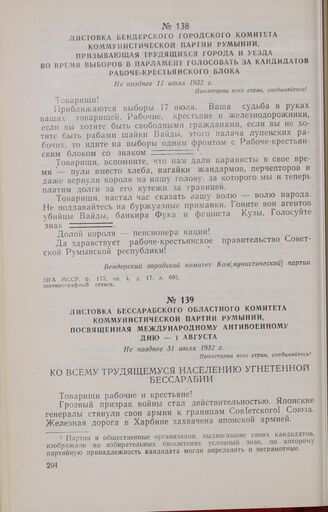 № 138
ЛИСТОВКА БЕНДЕРСКОГО ГОРОДСКОГО КОМИТЕТА
КОММУНИСТИЧЕСКОЙ ПАРТИИ РУМЫНИИ,
ПРИЗЫВАЮЩАЯ ТРУДЯЩИХСЯ ГОРОДА И УЕЗДА
ВО ВРЕМЯ ВЫБОРОВ В ПАРЛАМЕНТ ГОЛОСОВАТЬ ЗА КАНДИДАТОВ
РАБОЧЕ-КРЕСТЬЯНСКОГО БЛОКА
Не позднее 11 июля 1932 г.
Пролетарии всех стран, соединяйтесь!
Товарищи!
Приближаются выборы 17 июля. Ваша судьба в руках
ваших товарищей. Рабочие, крестьяне и железнодорожники,
если вы хотите быть свободными гражданами, если вы не хо-
тите быть рабами шайки Вайды, этого палача лупенских ра-
бочих, то идите на выборы одним фронтом с Рабоче-крестьян-
ским блоком со знаком 1
Товарищи, вспомните, что нам дали царанисты в свое вре-
мя — пули вместо хлеба, нагайки жандармов, перчепторов и
даже вернули короля на нашу голову, за которого мы и теперь
платим долги за его кутежи за границей.
Товарищи, настал час сказать нашу волю — волю народа.
Не поддавайтесь на буржуазные приманки. Гоните вон агентов
убийцы Вайды, банкира Фука и фашиста Кузы. Голосуйте
знак
Долой короля — пенсионера нации!
Да здравствует рабоче-крестьянское правительство Совет-
ской Румынской республики!
Бендерский городской комитет Ком[мунистической] партии
ЦГА МССР, ф. 173, оп. 1, д. 17, л. 602,
шапирографный оттиск.
№ 139
ЛИСТОВКА БЕССАРАБСКОГО ОБЛАСТНОГО КОМИТЕТА
КОММУНИСТИЧЕСКОЙ ПАРТИИ РУМЫНИИ,
ПОСВЯЩЕННАЯ МЕЖДУНАРОДНОМУ АНТИВОЕННОМУ
ДНЮ — 1 АВГУСТА
Не позднее 31 июля 1932 г.
Пролетарии всех стран, соединяйтесь!
КО ВСЕМУ ТРУДЯЩЕМУСЯ НАСЕЛЕНИЮ УГНЕТЕННОЙ
БЕССАРАБИИ
Товарищи рабочие и крестьяне!
Грозный призрак войны стал действительностью. Японские
генералы стянули свои армии к границам Сов[етского] Союза.
Железная дорога в Харбине захвачена японской армией.
1 Партии и общественные организации, выдвинувшие своих кандидатов,
изображали на избирательных бюллетенях условный знак, по которому
партийную принадлежность кандидата могли определить и неграмотные.
294